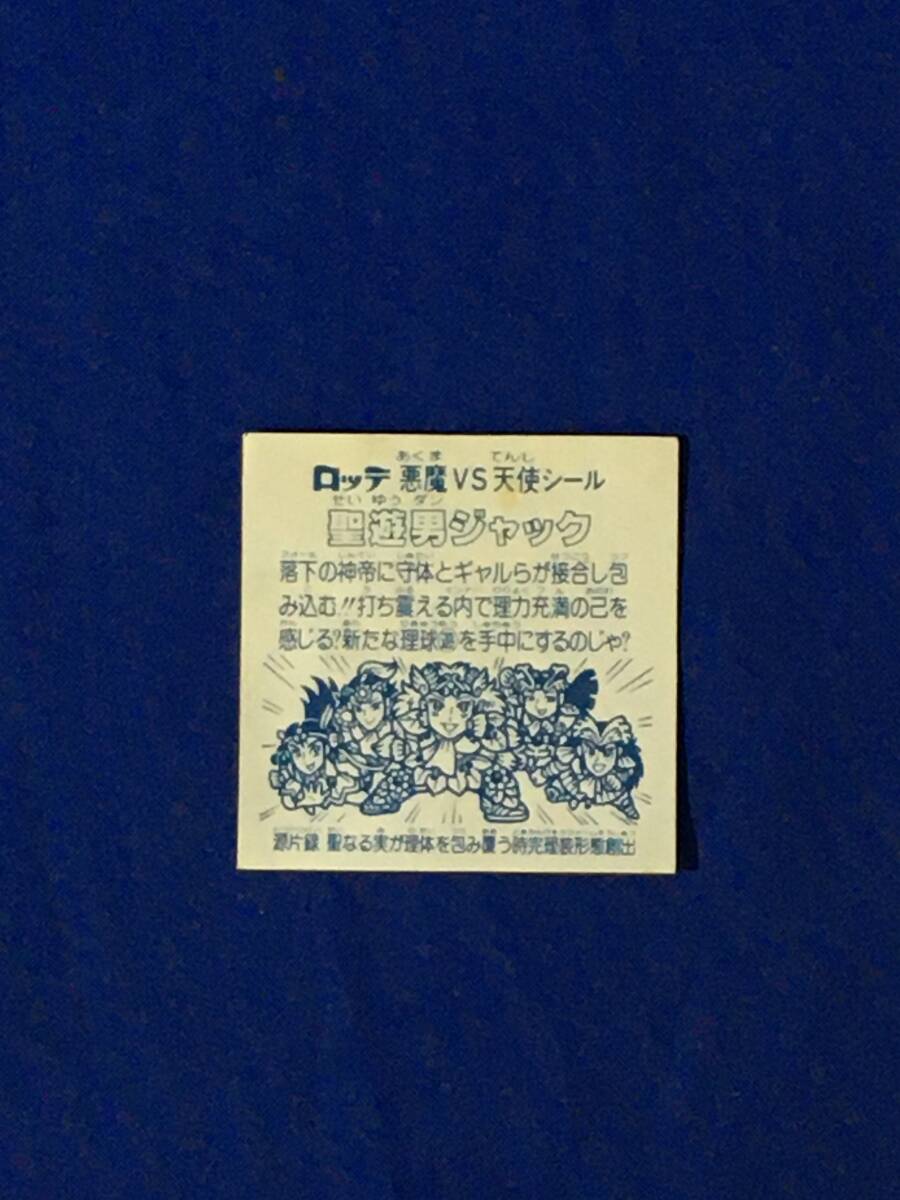 ロッテ 悪魔VS天使シール
聖遊男ジャック
落下の神帝に守体とギャルらが接合し包
み込む!!打ち震える内で理力充満の己を
感じる?新たな理球を手中にするのじゃ?
源片録 聖なる実が理体を包み覆う時完理装形態創出